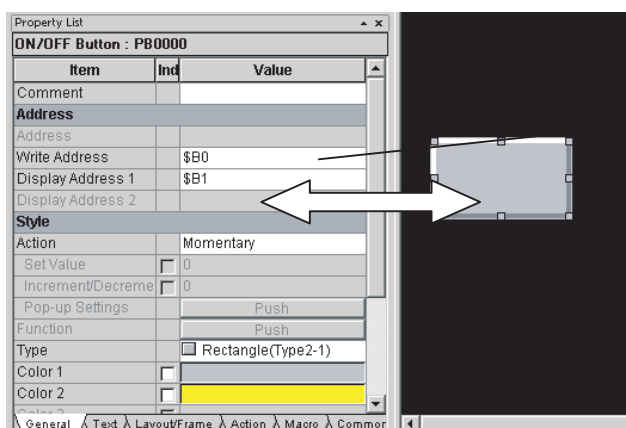 Property List
ON/OFF Button : PB0000
Item Ind Value
Comment
Address
Address
Write Address $B0
Display Address 1 $B1
Display Address 2
Style
Action Momentary
Set Value 0
Increment/Decreme 0
Pop-up Settings Push
Function Push
Type Rectangle(Type2-1)
Color 1
Color 2
Color 3
General Text Layout/Frame Action Macro Commor